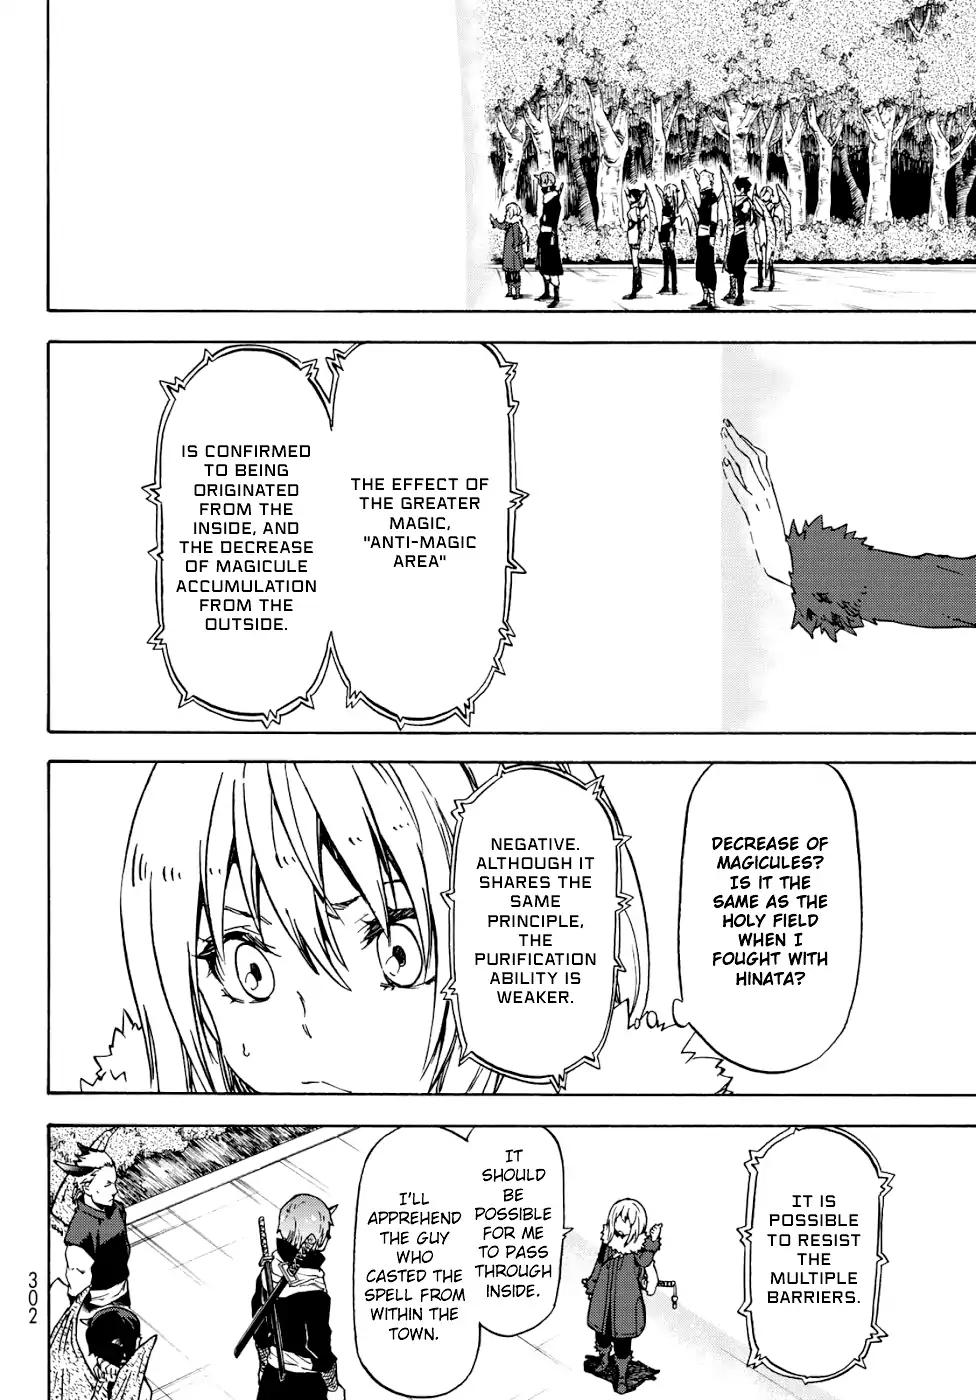 THE EFFECT OF
THE GREATER
MAGIC,
"ANTI-MAGIC
AREA"
IS CONFIRMED
TO BEING
ORIGINATED
FROM THE
INSIDE, AND
THE DECREASE
OF MAGICULE
ACCUMULATION
FROM THE
OUTSIDE.
DECREASE OF
MAGICULES?
IS IT THE
SAME AS THE
HOLY FIELD
WHEN I
FOUGHT WITH
HINATA?
NEGATIVE.
ALTHOUGH IT
SHARES THE
SAME
PRINCIPLE,
THE
PURIFICATION
ABILITY IS
WEAKER.
IT IS
POSSIBLE
TO RESIST
THE
MULTIPLE
BARRIERS.
IT
SHOULD
BE
POSSIBLE
FOR ME
TO PASS
THROUGH
INSIDE.
I'LL
APPREHEND
THE GUY
WHO
CASTED THE
SPELL FROM
WITHIN THE
TOWN.
302